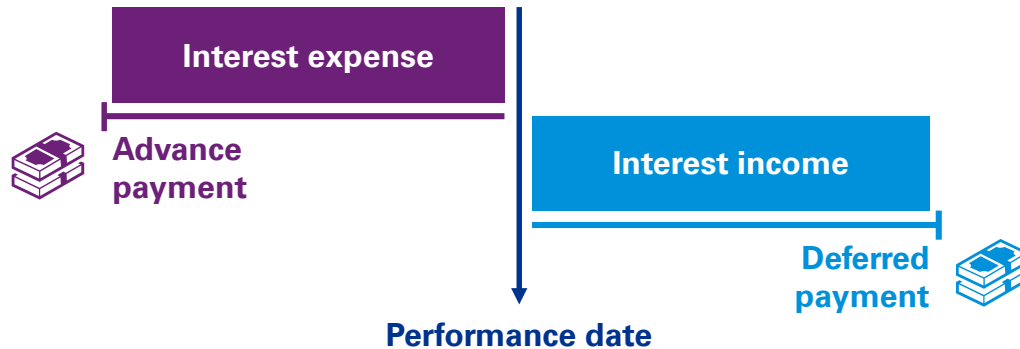 Interest expense
Advance
payment
Interest income
Deferred
payment
Performance date